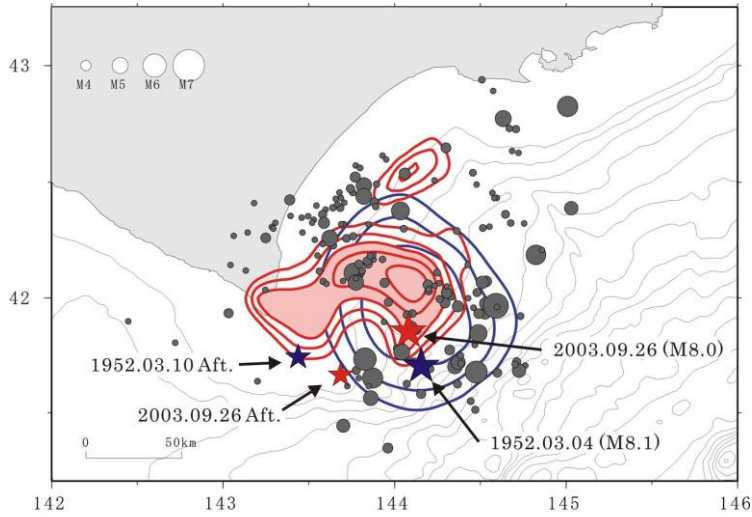 43
M4 M5 M6 M7
42
1952.03.10 Aft.
2003.09.26 (M8.0)
2003.09.26 Aft.
0 50km
1952.03.04 (M8.1)
142 143 144 145 146